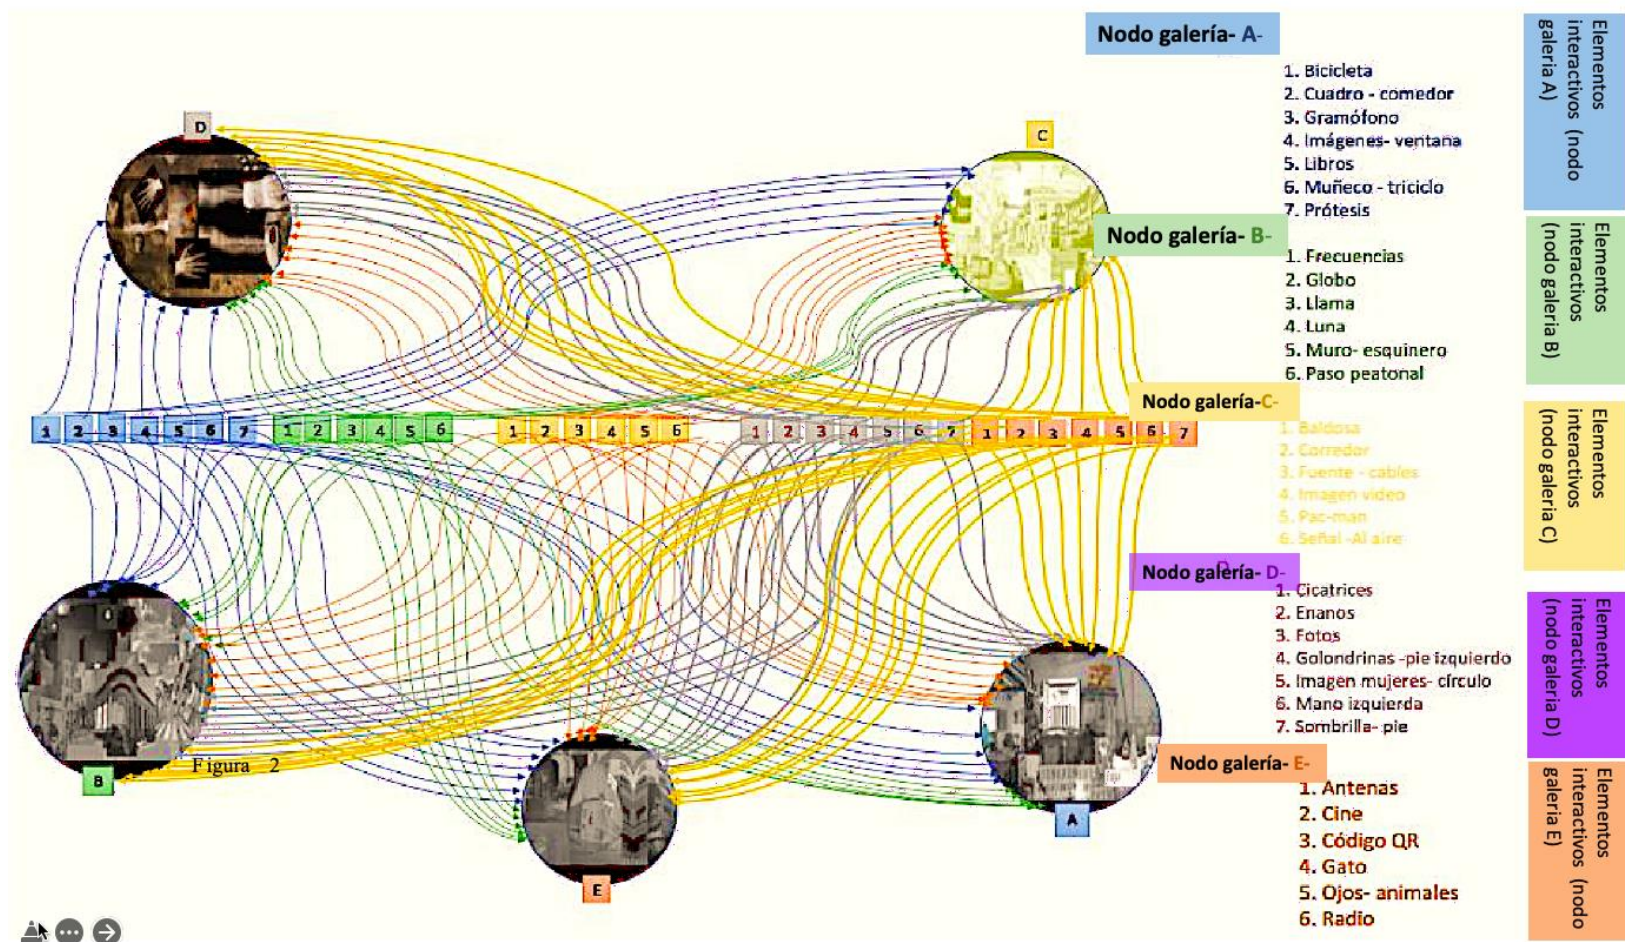 Nodo galería- A-
1. Bicicleta
2. Cuadro - comedor
3. Gramófono
4. Imágenes- ventana
5. Libros
6. Muñeco - triciclo
7. Prótesis
Elementos
interactivos (nodo
galeria A)
Nodo galería- B-
1. Frecuencias
2. Globo
3. Llama
4. Luna
5. Muro- esquinero
6. Paso peatonal
Elementos
interactivos
(nodo galeria B)
Nodo galería-C-
1. Baldosa
2. Corredor
3. Fuente - cables
4. Imagen video
5. Pac-man
6. Señal -Al aire
Elementos
interactivos
(nodo galeria C)
Nodo galería- D-
1. Cicatrices
2. Enanos
3. Fotos
4. Golondrinas -pie izquierdo
5. Imagen mujeres- círculo
6. Mano izquierda
7. Sombrilla- pie
Elementos
interactivos
(nodo galeria D)
Nodo galería- E-
1. Antenas
2. Cine
3. Código QR
4. Gato
5. Ojos- animales
6. Radio
Elementos
interactivos (nodo
galeria E)
D
C
1 2 3 4 5 6 7 1 2 3 4 5 6 1 2 3 4 5 6 1 2 3 4 5 6 7 1 2 3 4 5 6 7
Figura 2
B
E
A